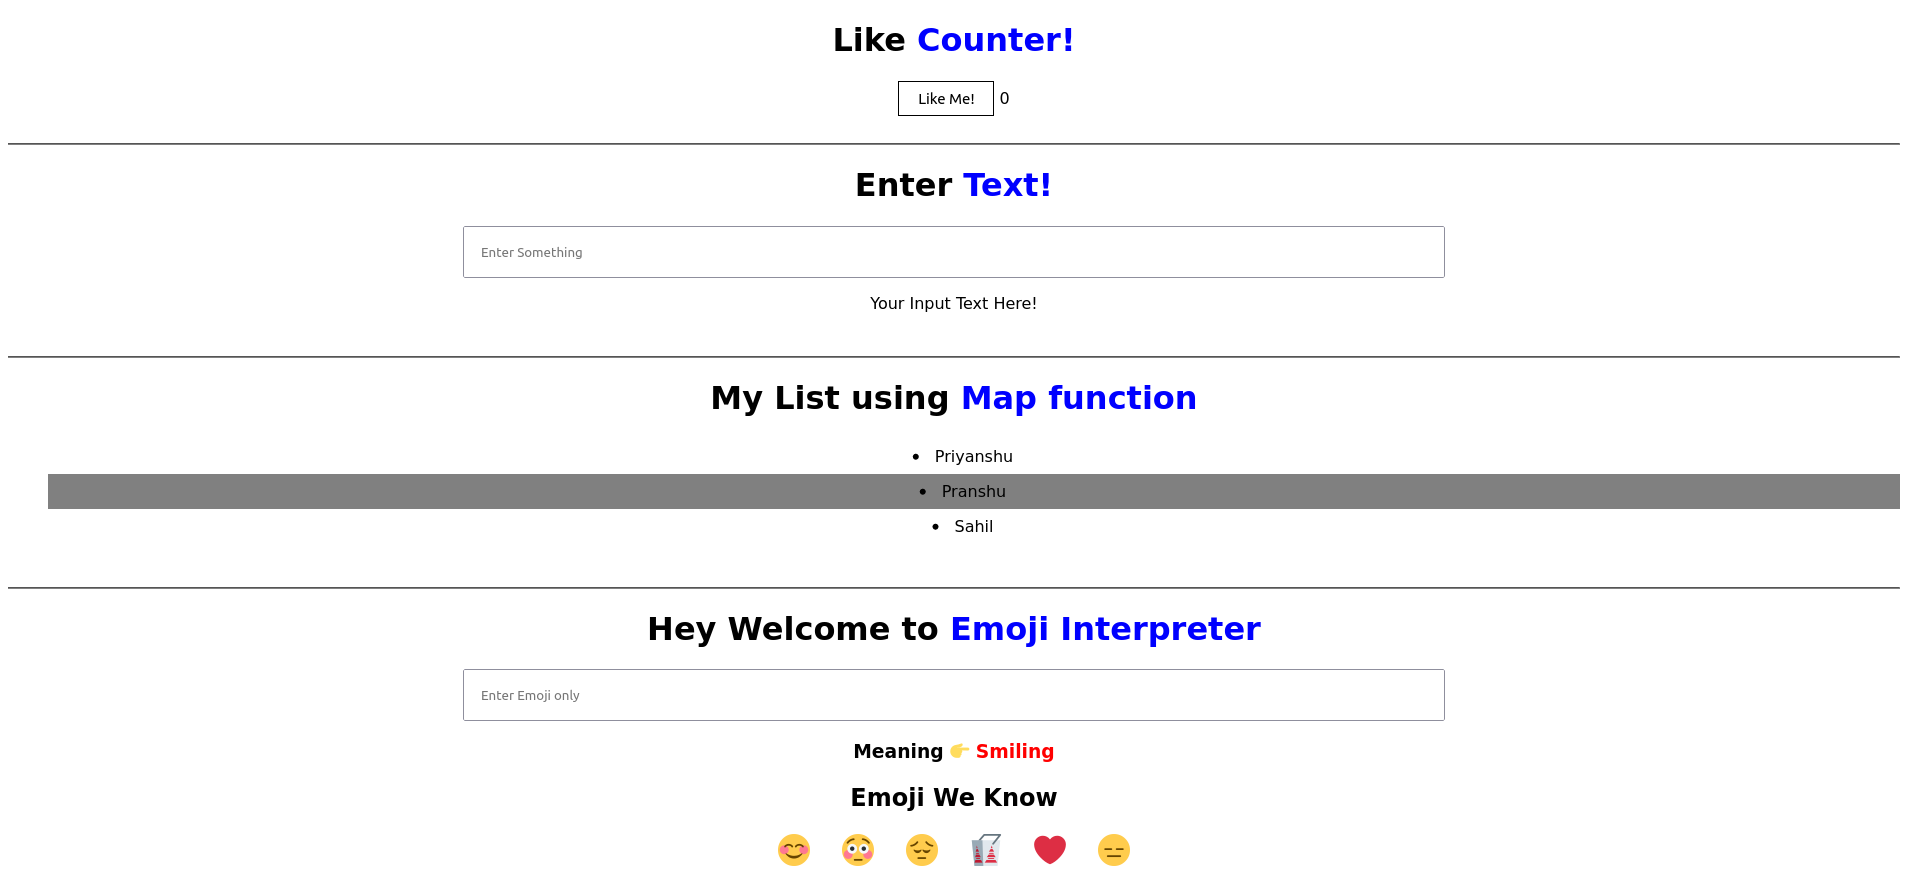 Like Counter!
Like Me! 0
Enter Text!
Enter Something
Your Input Text Here!
My List using Map function
• Priyanshu
• Pranshu
• Sahil
Hey Welcome to Emoji Interpreter
Enter Emoji only
Meaning 👉 Smiling
Emoji We Know